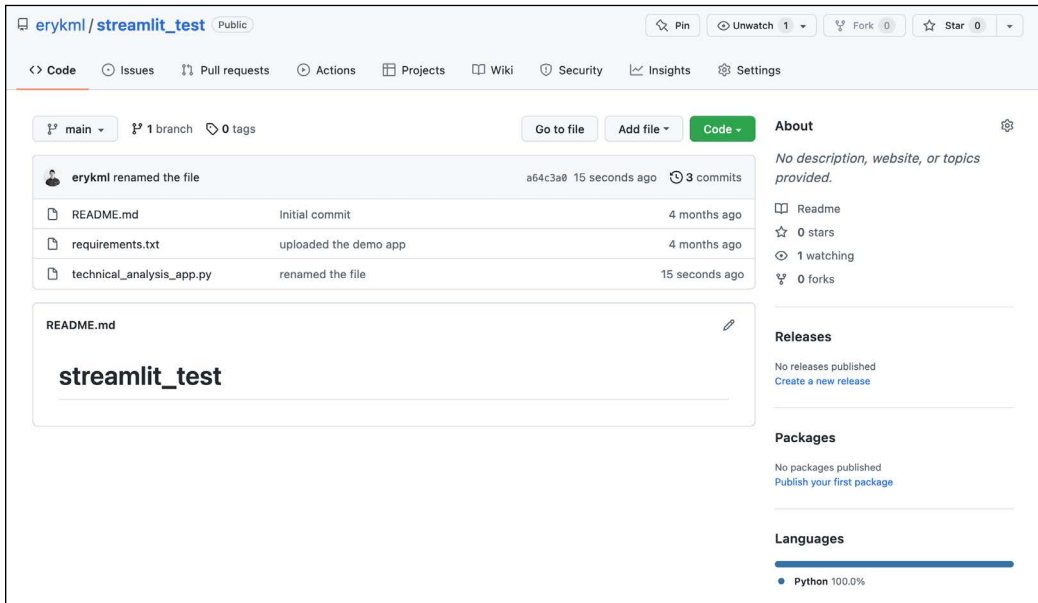 erykml / streamlit_test Public
Pin Unwatch 1 Fork 0 Star 0
<> Code Issues Pull requests Actions Projects Wiki Security Insights Settings
main 1 branch 0 tags Go to file Add file Code
erykml renamed the file a64c3a0 15 seconds ago 3 commits
README.md Initial commit 4 months ago
requirements.txt uploaded the demo app 4 months ago
technical_analysis_app.py renamed the file 15 seconds ago
README.md
streamlit_test
About
No description, website, or topics
provided.
Readme
0 stars
1 watching
0 forks
Releases
No releases published
Create a new release
Packages
No packages published
Publish your first package
Languages
Python 100.0%